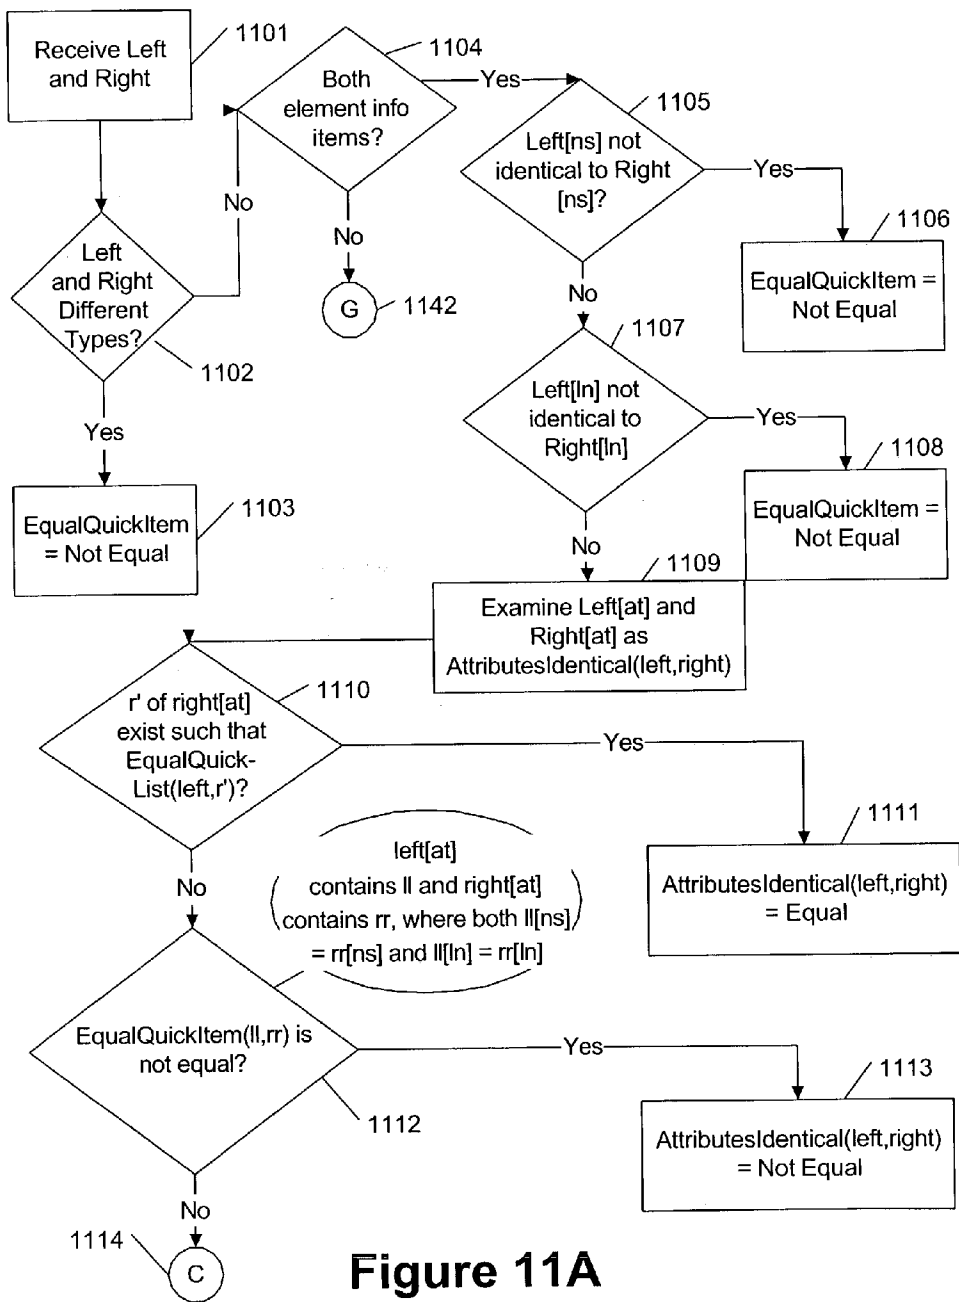 Receive Left
and Right
1101
Both
element info
items?
1104
Yes
Left[ns] not
identical to Right
[ns]?
1105
Yes
EqualQuickItem =
Not Equal
1106
No
Left
and Right
Different
Types?
1102
No
G
1142
No
Left[ln] not
identical to
Right[ln]
1107
Yes
EqualQuickItem =
Not Equal
1108
Yes
EqualQuickItem
= Not Equal
1103
No
Examine Left[at] and
Right[at] as
AttributesIdentical(left,right)
1109
r' of right[at]
exist such that
EqualQuick-
List(left,r')?
1110
Yes
AttributesIdentical(left,right)
= Equal
1111
No
left[at]
contains ll and right[at]
contains rr, where both ll[ns]
= rr[ns] and ll[ln] = rr[ln]
EqualQuickItem(ll,rr) is
not equal?
1112
Yes
AttributesIdentical(left,right)
= Not Equal
1113
No
1114
C
Figure 11A